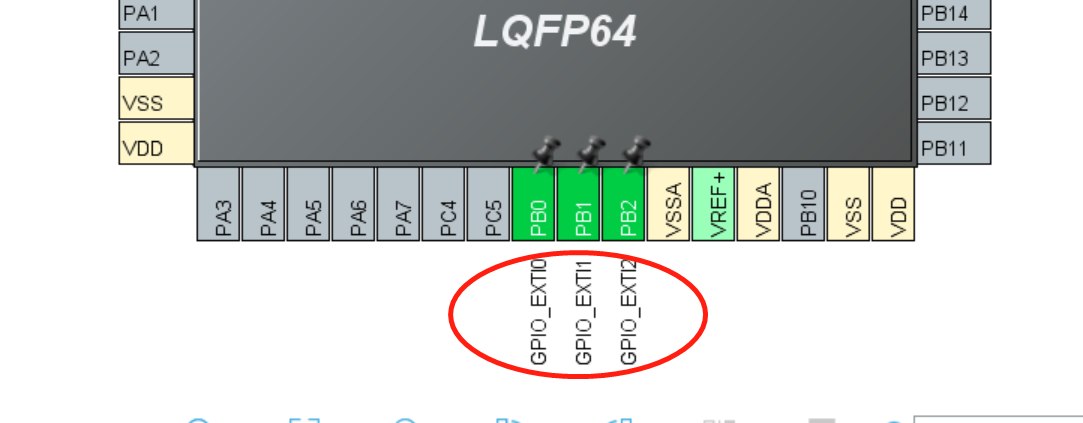 PA1
PA2
VSS
VDD
LQFP64
PB14
PB13
PB12
PB11
PA3
PA4
PA5
PA6
PA7
PC4
PC5
PB0
PB1
PB2
VSSA
VREF+
VDDA
PB10
VSS
VDD
GPIO_EXTI0
GPIO_EXTI1
GPIO_EXTI2